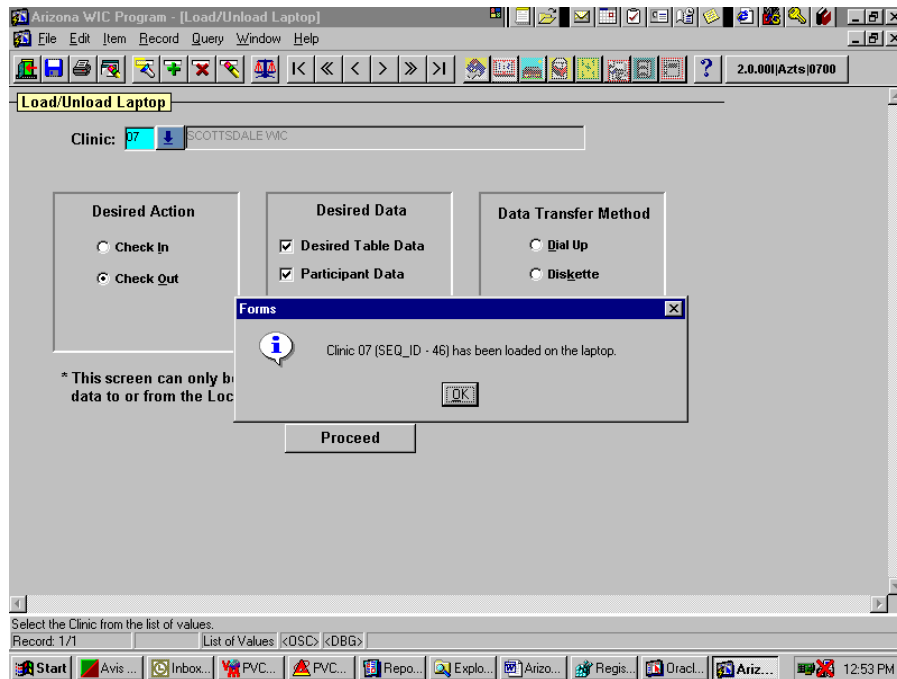 Arizona WIC Program - [Load/Unload Laptop]
File Edit Item Record Query Window Help
2.0.00I|Azts|0700
Load/Unload Laptop
Clinic: 07 SCOTTSDALE WIC
Desired Action
Check In
Check Out
Desired Data
Desired Table Data
Participant Data
Data Transfer Method
Dial Up
Diskette
Forms
Clinic 07 (SEQ_ID - 46) has been loaded on the laptop.
OK
* This screen can only b
data to or from the Loc
Proceed
Select the Clinic from the list of values.
Record: 1/1 List of Values <OSC> <DBG>
Start Avis ... Inbox... PVC... PVC... Repo... Explo... Arizo... Regis... Oracl... Ariz... 12:53 PM